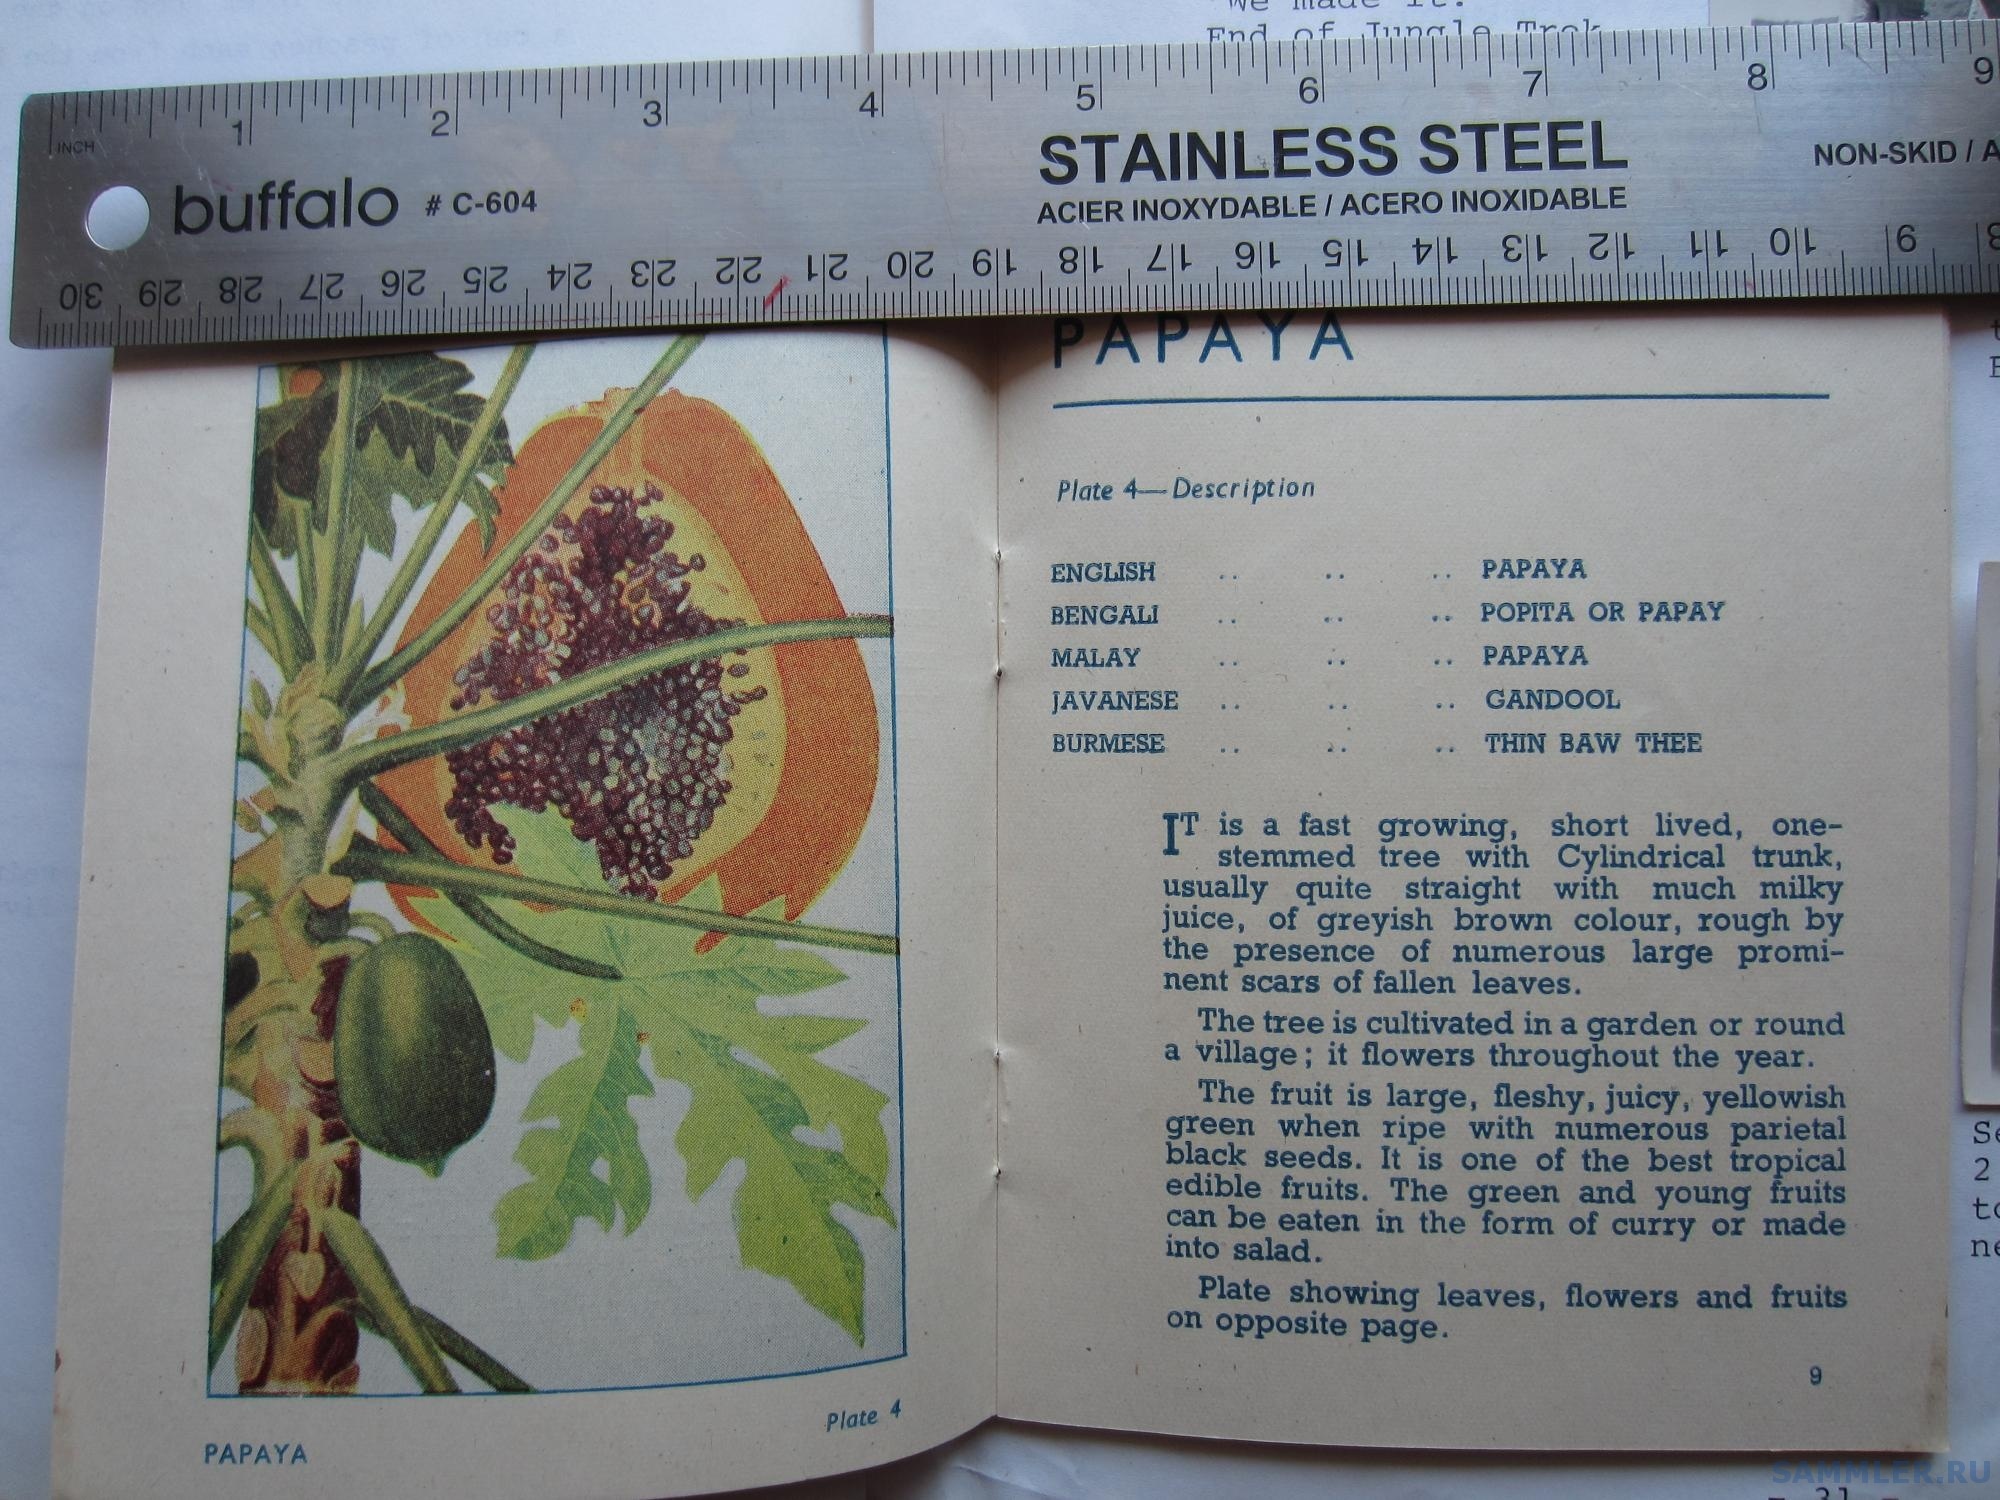 "We made it.
End of Jungle Trek
1 2 3 4 5 6 7 8 9
INCH
buffalo # C-604
STAINLESS STEEL
ACIER INOXYDABLE / ACERO INOXIDABLE
NON-SKID / A
30 29 28 27 26 25 24 23 22 21 20 19 18 17 16 15 14 13 12 11 10 9 8
PAPAYA
Plate 4—Description
ENGLISH .. .. .. PAPAYA
BENGALI .. .. .. POPITA OR PAPAY
MALAY .. .. .. PAPAYA
JAVANESE .. .. .. GANDOOL
BURMESE .. .. .. THIN BAW THEE
IT is a fast growing, short lived, one-
stemmed tree with Cylindrical trunk,
usually quite straight with much milky
juice, of greyish brown colour, rough by
the presence of numerous large promi-
nent scars of fallen leaves.
The tree is cultivated in a garden or round
a village; it flowers throughout the year.
The fruit is large, fleshy, juicy, yellowish
green when ripe with numerous parietal
black seeds. It is one of the best tropical
edible fruits. The green and young fruits
can be eaten in the form of curry or made
into salad.
Plate showing leaves, flowers and fruits
on opposite page.
9
Plate 4
PAPAYA
2
SAMMLER.RU
- 31 -